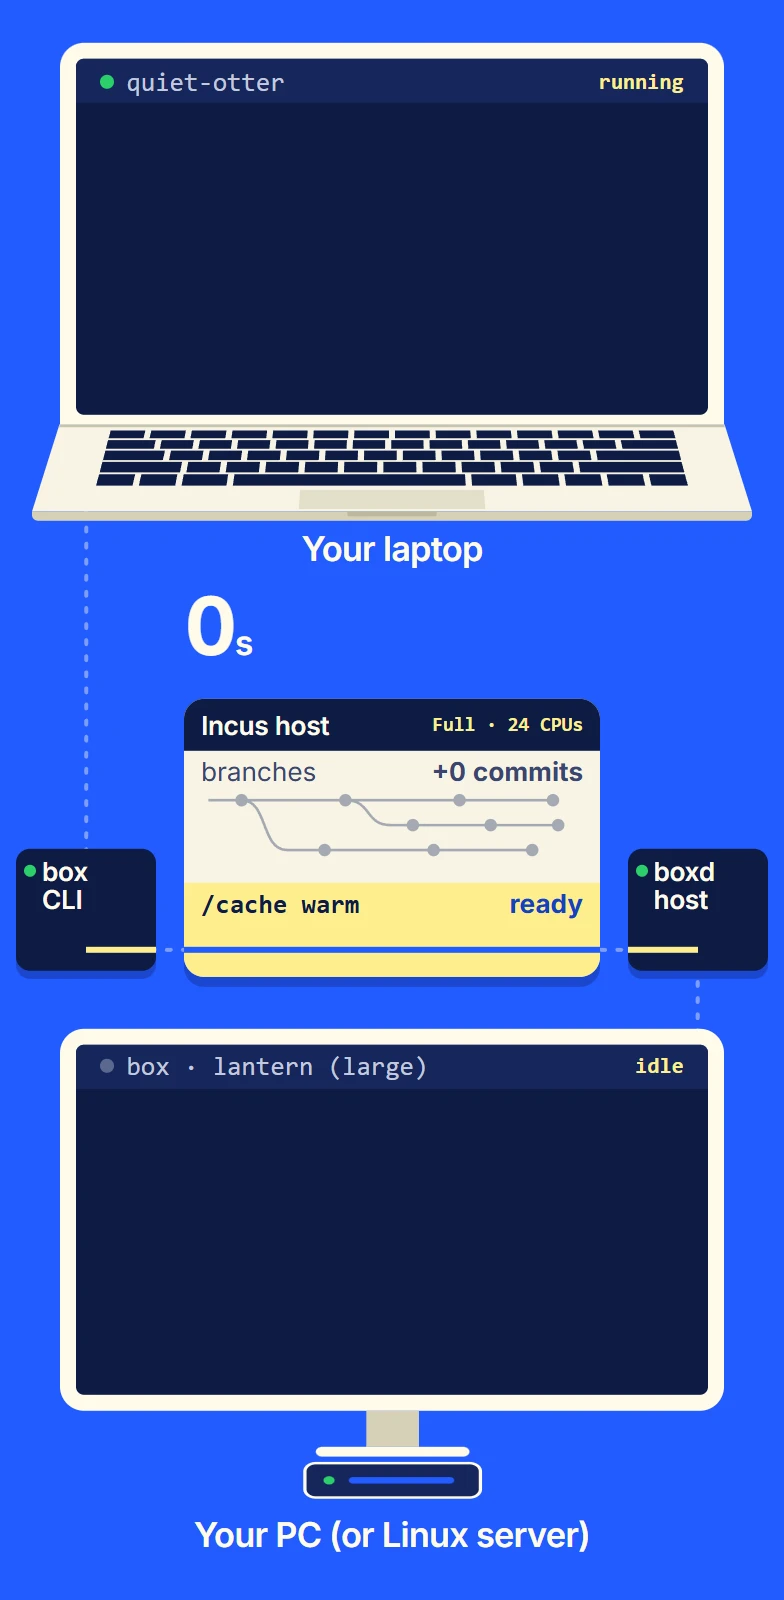 quiet-otter running
Your laptop
0s
Incus host Full · 24 CPUs
branches +0 commits
box
CLI
/cache warm ready
boxd
host
box · lantern (large) idle
Your PC (or Linux server)